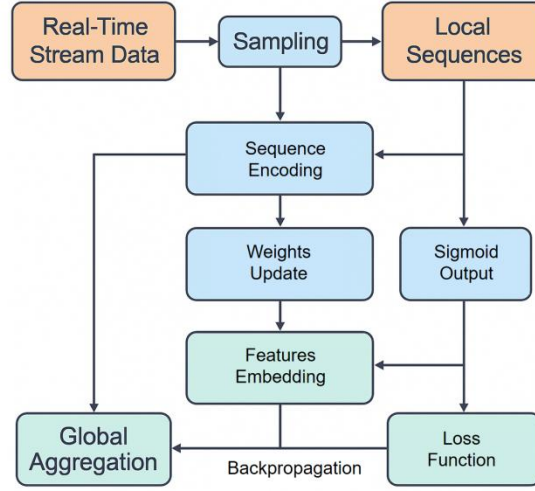 Real-Time
Stream Data
Sampling
Local
Sequences
Sequence
Encoding
Weights
Update
Sigmoid
Output
Features
Embedding
Global
Aggregation
Backpropagation
Loss
Function